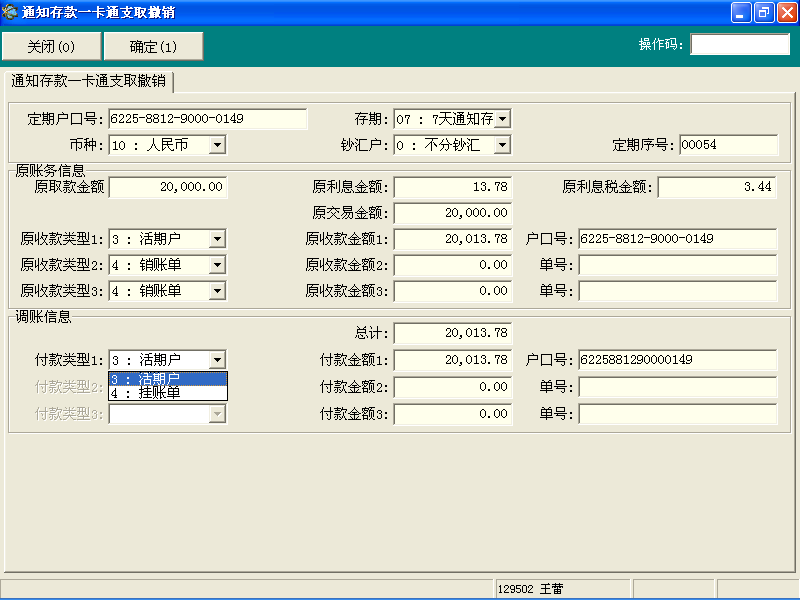 通知存款一卡通支取撤销
关闭(0) 确定(1) 操作码:
通知存款一卡通支取撤销
定期户口号: 6225-8812-9000-0149 存期: 07 : 7天通知存
币种: 10 : 人民币 钞汇户: 0 : 不分钞汇 定期序号: 00054
原账务信息
原取款金额 20,000.00 原利息金额: 13.78 原利息税金额: 3.44
原交易金额: 20,000.00
原收款类型1: 3 : 活期户 原收款金额1: 20,013.78 户口号: 6225-8812-9000-0149
原收款类型2: 4 : 销账单 原收款金额2: 0.00 单号:
原收款类型3: 4 : 销账单 原收款金额3: 0.00 单号:
调账信息
总计: 20,013.78
付款类型1: 3 : 活期户 付款金额1: 20,013.78 户口号: 6225881290000149
3 : 活期户
付款类型2: 付款金额2: 0.00 单号:
4 : 挂账单
付款类型3: 付款金额3: 0.00 单号:
129502 王蕾